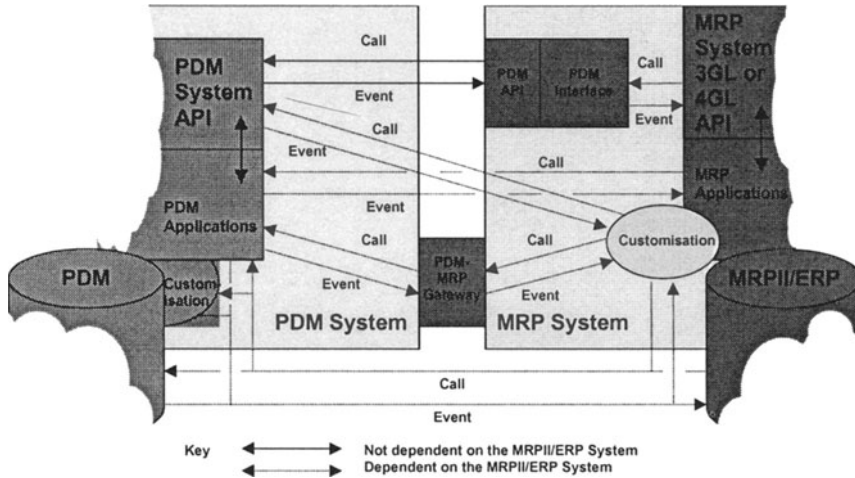 PDM
System
API
PDM
Applications
PDM
Custom-
isation
Call
Event
Call
Event
Call
Event
Call
Event
PDM System
PDM-
MRP
Gateway
PDM
API
PDM
Interface
Call
Event
MRP
System
3GL or
4GL
API
MRP
Applications
Call
Customisation
Call
Event
MRP System
MRPII/ERP
Call
Event
Key
Not dependent on the MRPII/ERP System
Dependent on the MRPII/ERP System